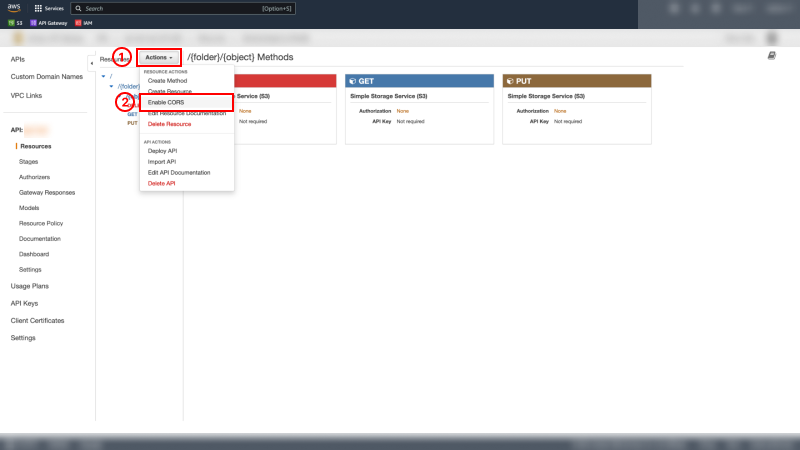 aws
Services
Search
[Option+S]
S3
API Gateway
IAM
APIs
Custom Domain Names
VPC Links
API:
Resources
Stages
Authorizers
Gateway Responses
Models
Resource Policy
Documentation
Dashboard
Settings
Usage Plans
API Keys
Client Certificates
Settings
1
Actions
/{folder}/{object} Methods
/
/{folder}
GET
PUT
RESOURCE ACTIONS
Create Method
Create Resource
2
Enable CORS
Edit Resource Documentation
Delete Resource
API ACTIONS
Deploy API
Import API
Edit API Documentation
Delete API
Service (S3)
None
Not required
GET
Simple Storage Service (S3)
Authorization None
API Key Not required
PUT
Simple Storage Service (S3)
Authorization None
API Key Not required